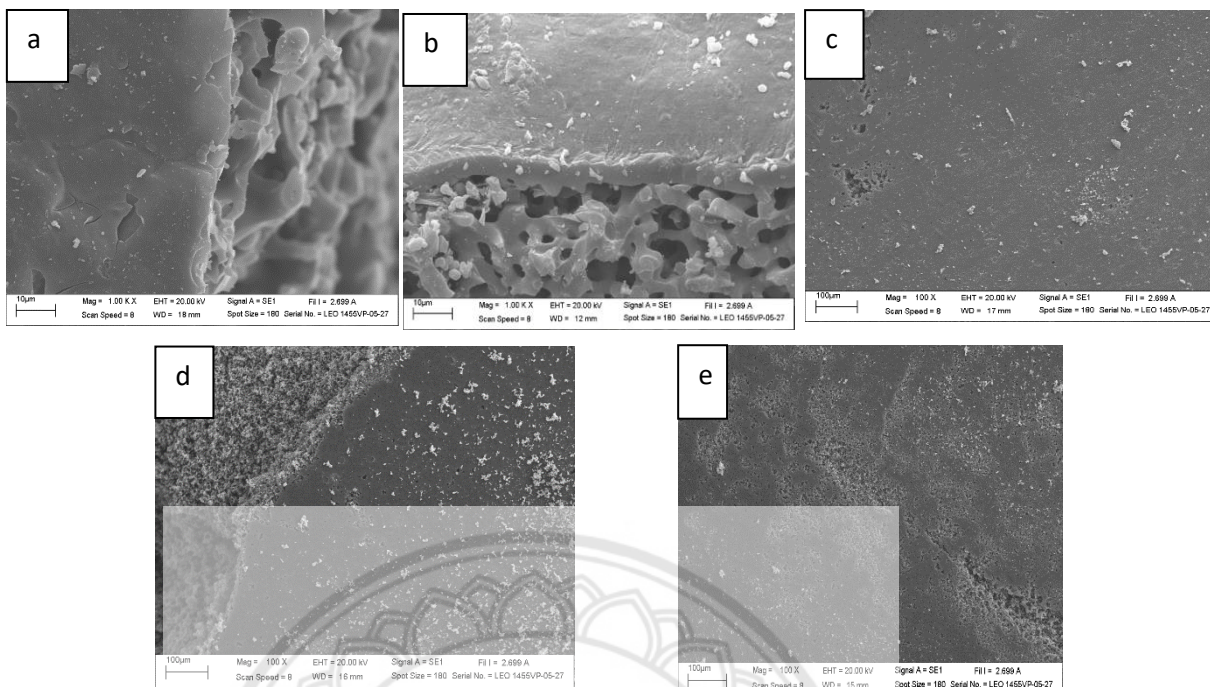 a
10µm Mag = 1.00 K X EHT = 20.00 kV Signal A = SE1 Fil I = 2.699 A
Scan Speed = 8 WD = 18 mm Spot Size = 180 Serial No. = LEO 1455VP-05-27
b
10µm Mag = 1.00 K X EHT = 20.00 kV Signal A = SE1 Fil I = 2.699 A
Scan Speed = 8 WD = 12 mm Spot Size = 180 Serial No. = LEO 1455VP-05-27
c
100µm Mag = 100 X EHT = 20.00 kV Signal A = SE1 Fil I = 2.699 A
Scan Speed = 8 WD = 17 mm Spot Size = 180 Serial No. = LEO 1455VP-05-27
d
100µm Mag = 100 X EHT = 20.00 kV Signal A = SE1 Fil I = 2.699 A
Scan Speed = 8 WD = 16 mm Spot Size = 180 Serial No. = LEO 1455VP-05-27
e
100µm Mag = 100 X EHT = 20.00 kV Signal A = SE1 Fil I = 2.699 A
Scan Speed = 8 WD = 15 mm Spot Size = 180 Serial No. = LEO 1455VP-05-27